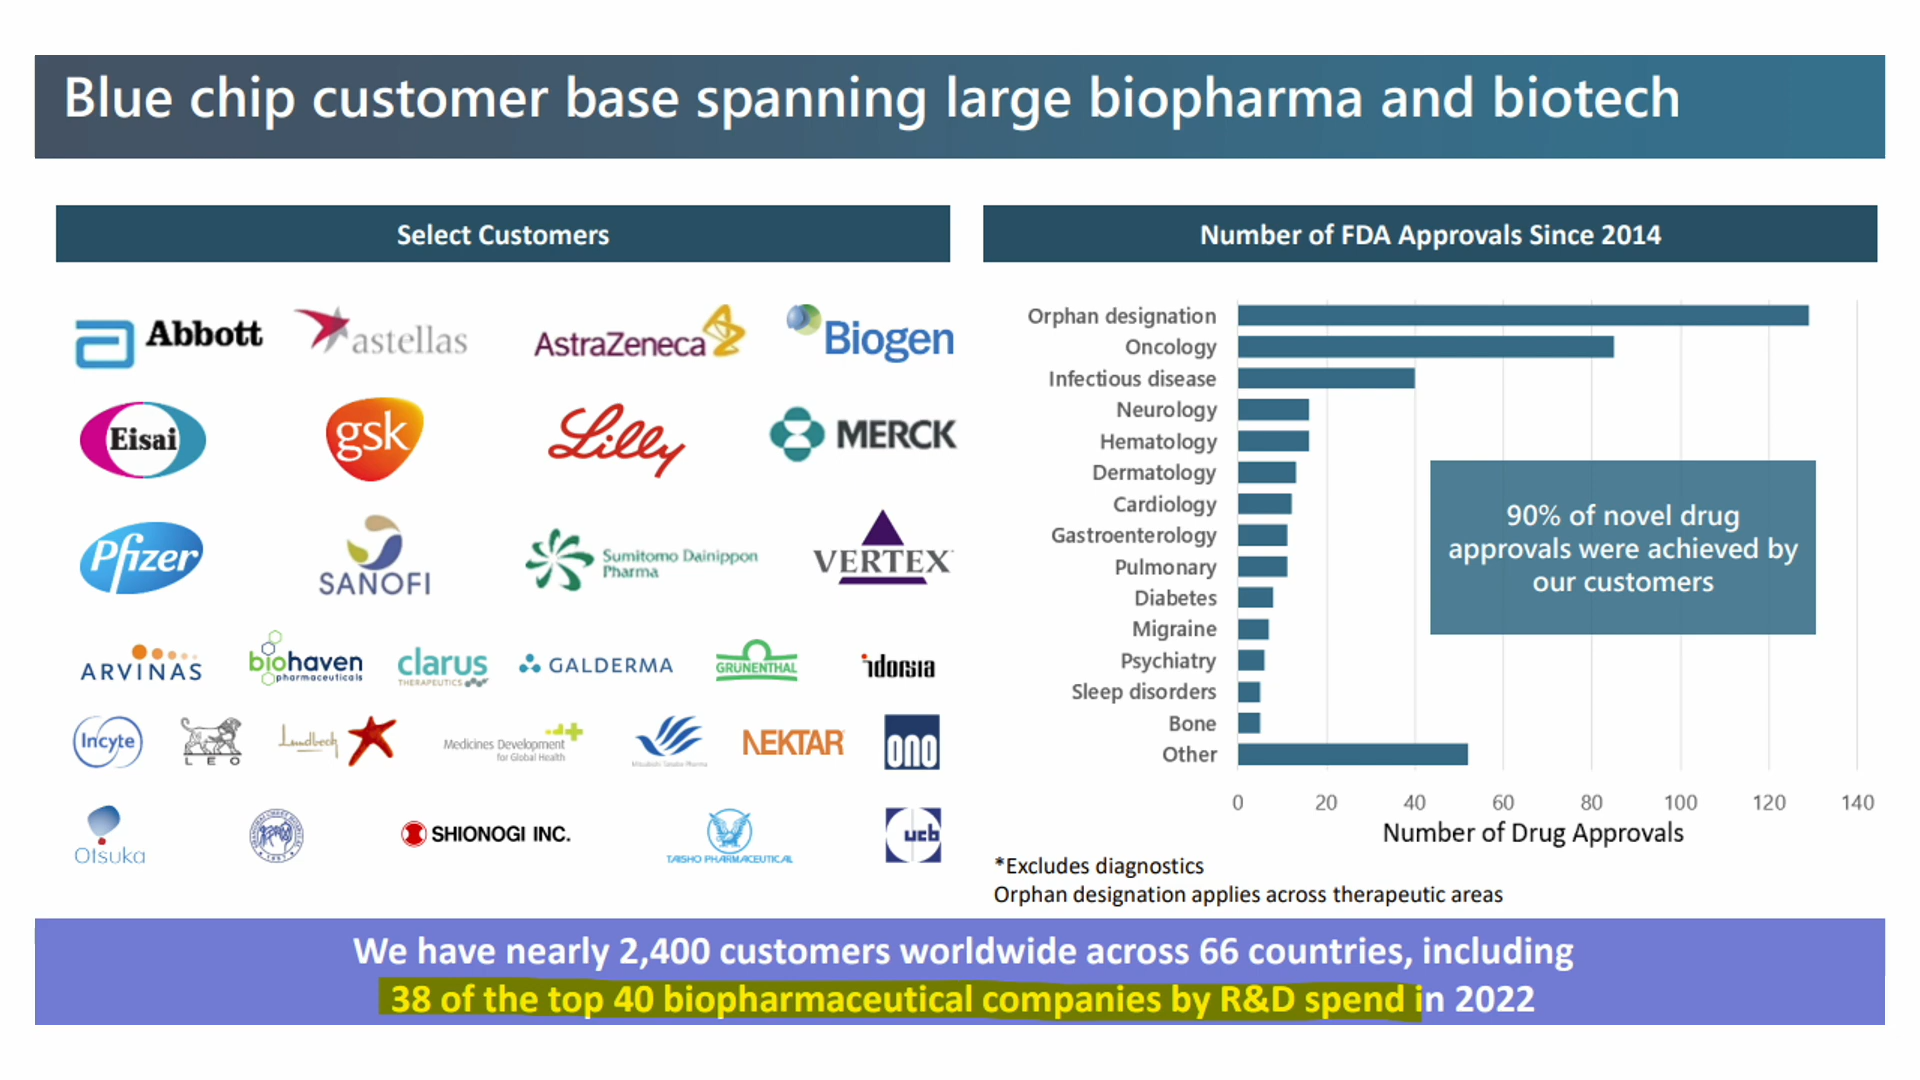 Blue chip customer base spanning large biopharma and biotech
Select Customers
Abbott
astellas
AstraZeneca
Biogen
Eisai
gsk
Lilly
MERCK
Pfizer
SANOFI
Sumitomo Dainippon
Pharma
VERTEX
ARVINAS
biohaven
pharmaceuticals
clarus
THERAPEUTICS
GALDERMA
GRUNENTHAL
idorsia
Incyte
LEO
Lundbeck
Medicines Development
for Global Health
Mitsubishi Tanabe Pharma
NEKTAR
ONO
Otsuka
SHIONOGI INC.
TAISHO PHARMACEUTICAL
ucb
Number of FDA Approvals Since 2014
Orphan designation
Oncology
Infectious disease
Neurology
Hematology
Dermatology
Cardiology
Gastroenterology
Pulmonary
Diabetes
Migraine
Psychiatry
Sleep disorders
Bone
Other
90% of novel drug
approvals were achieved by
our customers
0 20 40 60 80 100 120 140
Number of Drug Approvals
*Excludes diagnostics
Orphan designation applies across therapeutic areas
We have nearly 2,400 customers worldwide across 66 countries, including
38 of the top 40 biopharmaceutical companies by R&D spend in 2022